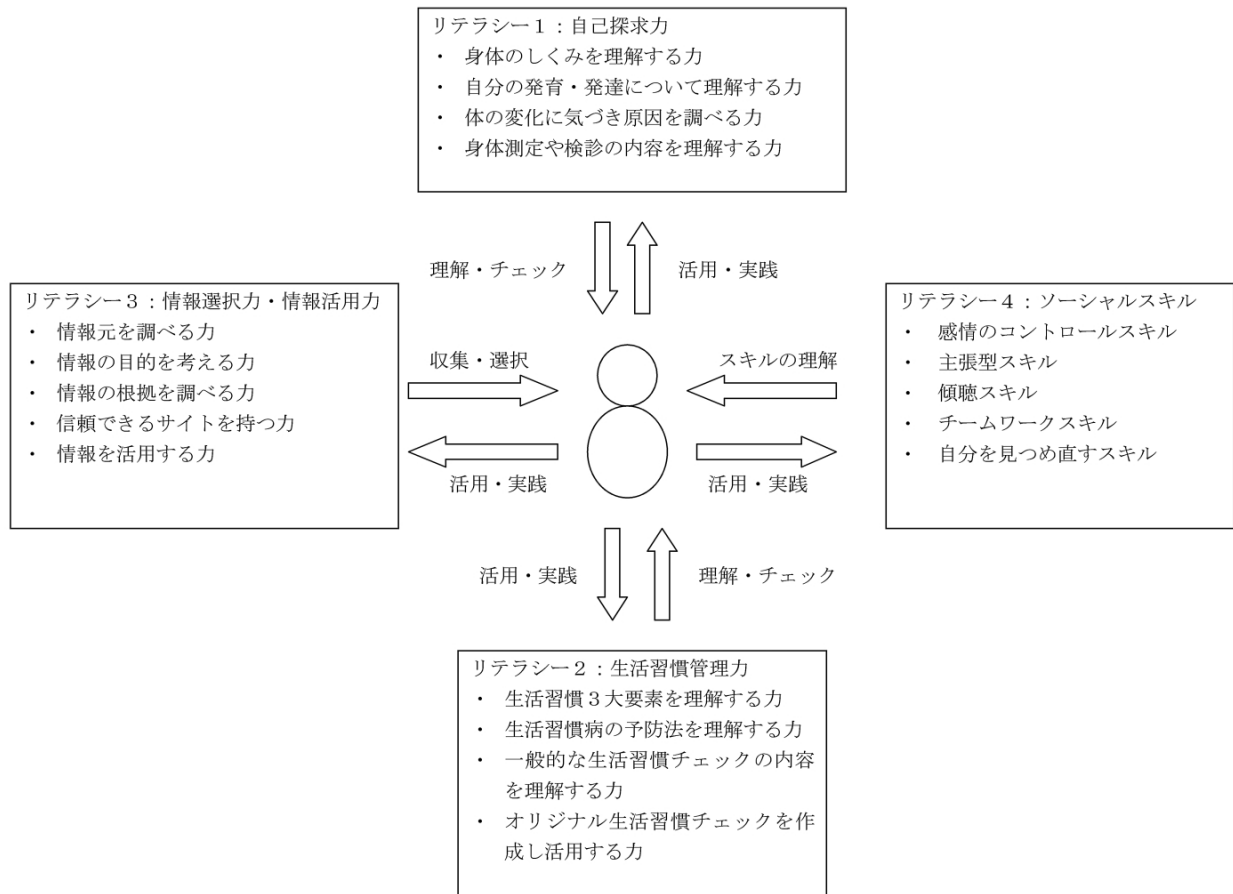 リテラシー１：自己探求力
・ 身体のしくみを理解する力
・ 自分の発育・発達について理解する力
・ 体の変化に気づき原因を調べる力
・ 身体測定や検診の内容を理解する力
理解・チェック
活用・実践
リテラシー３：情報選択力・情報活用力
・ 情報元を調べる力
・ 情報の目的を考える力
・ 情報の根拠を調べる力
・ 信頼できるサイトを持つ力
・ 情報を活用する力
収集・選択
活用・実践
スキルの理解
活用・実践
リテラシー４：ソーシャルスキル
・ 感情のコントロールスキル
・ 主張型スキル
・ 傾聴スキル
・ チームワークスキル
・ 自分を見つめ直すスキル
活用・実践
理解・チェック
リテラシー２：生活習慣管理力
・ 生活習慣３大要素を理解する力
・ 生活習慣病の予防法を理解する力
・ 一般的な生活習慣チェックの内容
を理解する力
・ オリジナル生活習慣チェックを作
成し活用する力